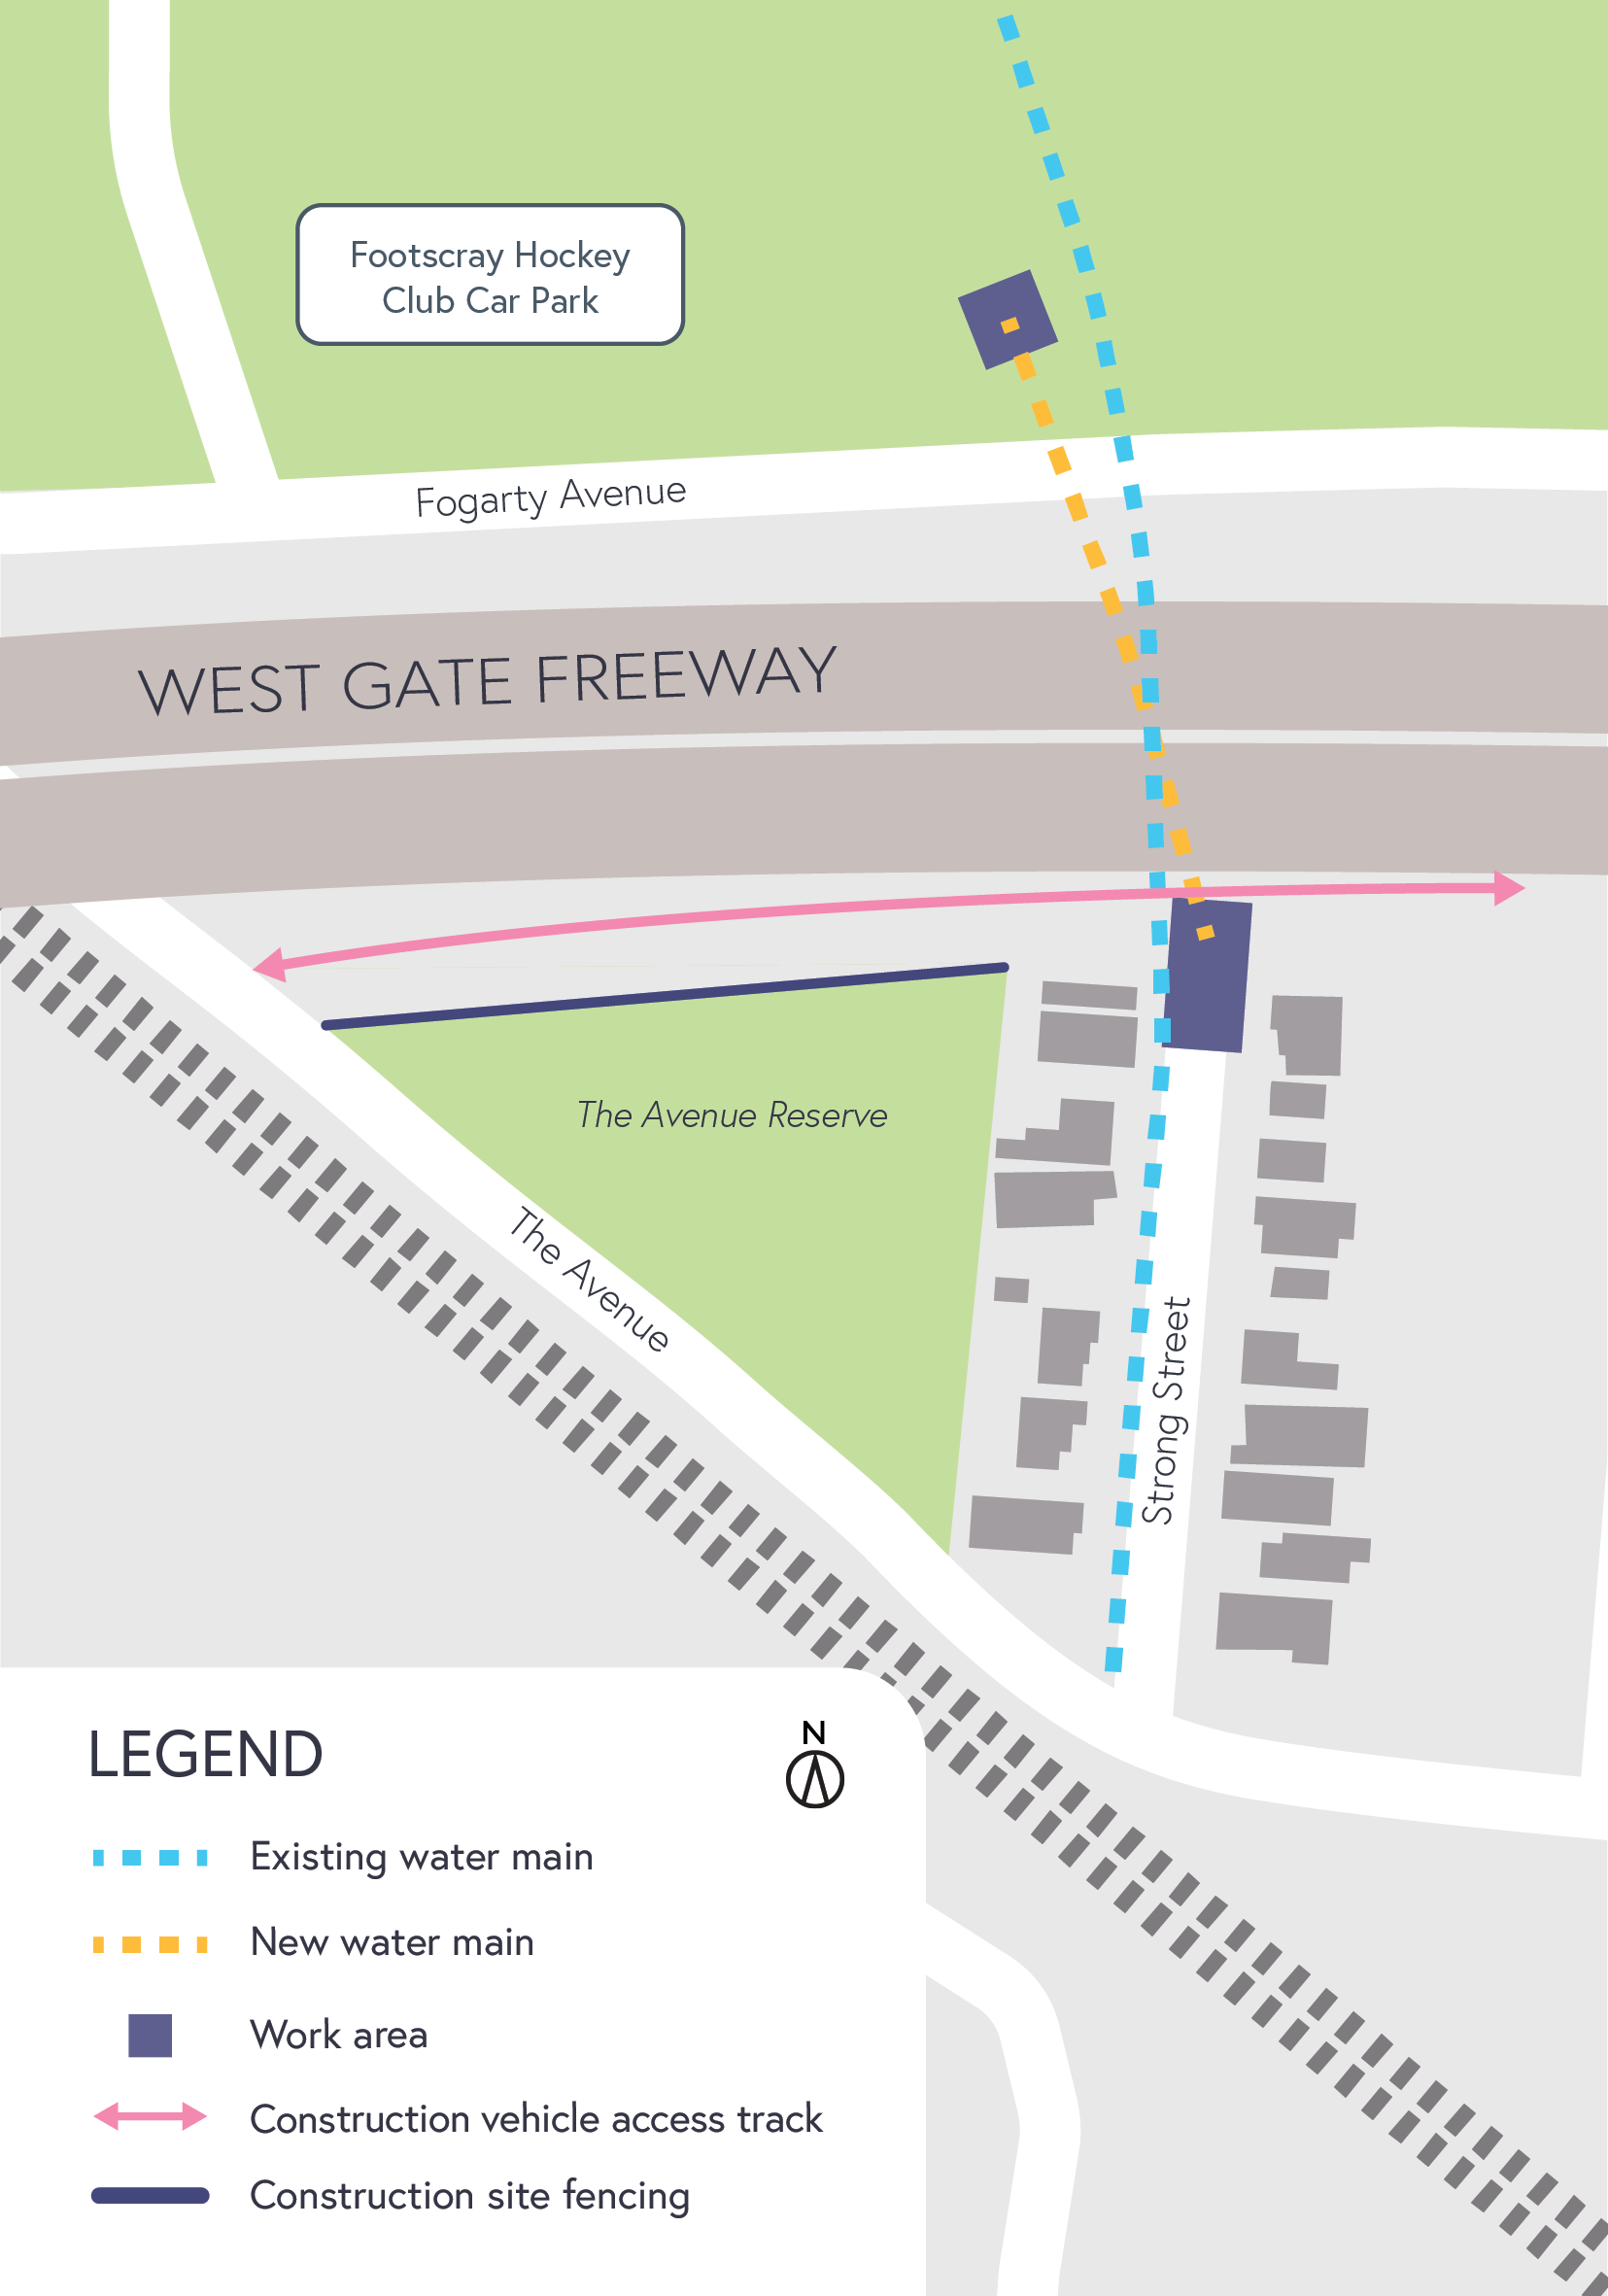 Footscray Hockey
Club Car Park
Fogarty Avenue
WEST GATE FREEWAY
The Avenue Reserve
The Avenue
Strong Street
LEGEND
N
Existing water main
New water main
Work area
Construction vehicle access track
Construction site fencing